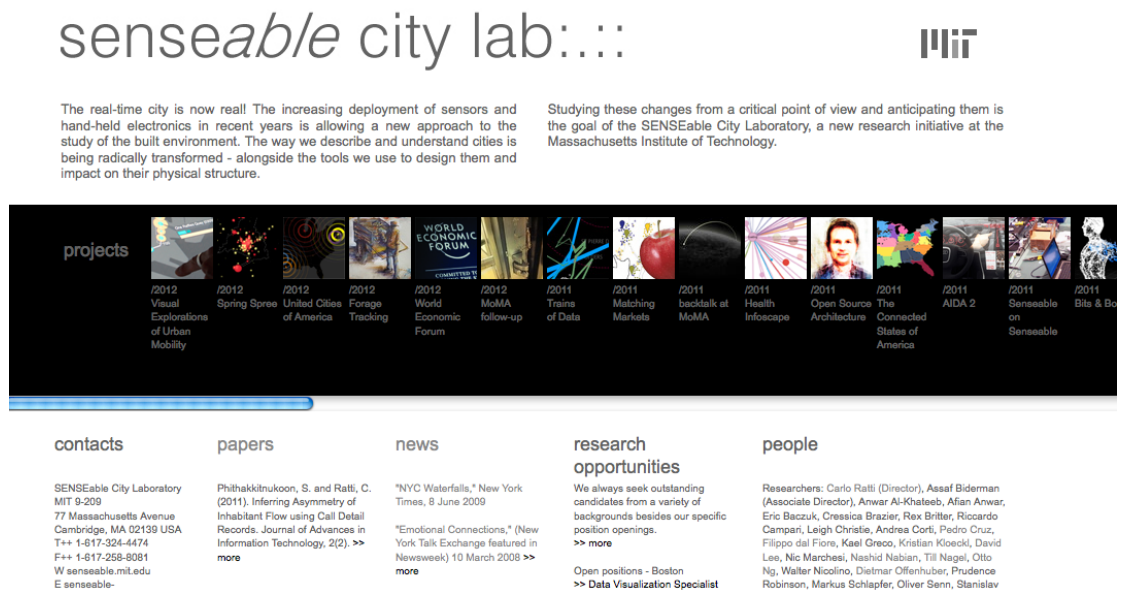 senseable city lab:.::
MIT
The real-time city is now real! The increasing deployment of sensors and
hand-held electronics in recent years is allowing a new approach to the
study of the built environment. The way we describe and understand cities is
being radically transformed - alongside the tools we use to design them and
impact on their physical structure.
Studying these changes from a critical point of view and anticipating them is
the goal of the SENSEable City Laboratory, a new research initiative at the
Massachusetts Institute of Technology.
projects
WORLD
ECONOMIC
FORUM
COMMITTED TO
/2012
Visual
Explorations
of Urban
Mobility
/2012
Spring Spree
/2012
United Cities
of America
/2012
Forage
Tracking
/2012
World
Economic
Forum
/2012
MoMA
follow-up
/2011
Trains
of Data
/2011
Matching
Markets
/2011
backtalk at
MoMA
/2011
Health
Infoscape
/2011
Open Source
Architecture
/2011
The
Connected
States of
America
/2011
AIDA 2
/2011
Senseable
on
Senseable
/2011
Bits & Bo
contacts
SENSEable City Laboratory
MIT 9-209
77 Massachusetts Avenue
Cambridge, MA 02139 USA
T++ 1-617-324-4474
F++ 1-617-258-8081
W senseable.mit.edu
E senseable-
papers
Phithakkitnukoon, S. and Ratti, C.
(2011). Inferring Asymmetry of
Inhabitant Flow using Call Detail
Records. Journal of Advances in
Information Technology, 2(2). >>
more
news
"NYC Waterfalls," New York
Times, 8 June 2009
"Emotional Connections," (New
York Talk Exchange featured in
Newsweek) 10 March 2008 >>
more
research
opportunities
We always seek outstanding
candidates from a variety of
backgrounds besides our specific
position openings.
>> more
Open positions - Boston
>> Data Visualization Specialist
people
Researchers: Carlo Ratti (Director), Assaf Biderman
(Associate Director), Anwar Al-Khateeb, Afian Anwar,
Eric Baczuk, Cressica Brazier, Rex Britter, Riccardo
Campari, Leigh Christie, Andrea Corti, Pedro Cruz,
Filippo dal Fiore, Kael Greco, Kristian Kloeckl, David
Lee, Nic Marchesi, Nashid Nabian, Till Nagel, Otto
Ng, Walter Nicolino, Dietmar Offenhuber, Prudence
Robinson, Markus Schlapfer, Oliver Senn, Stanislav